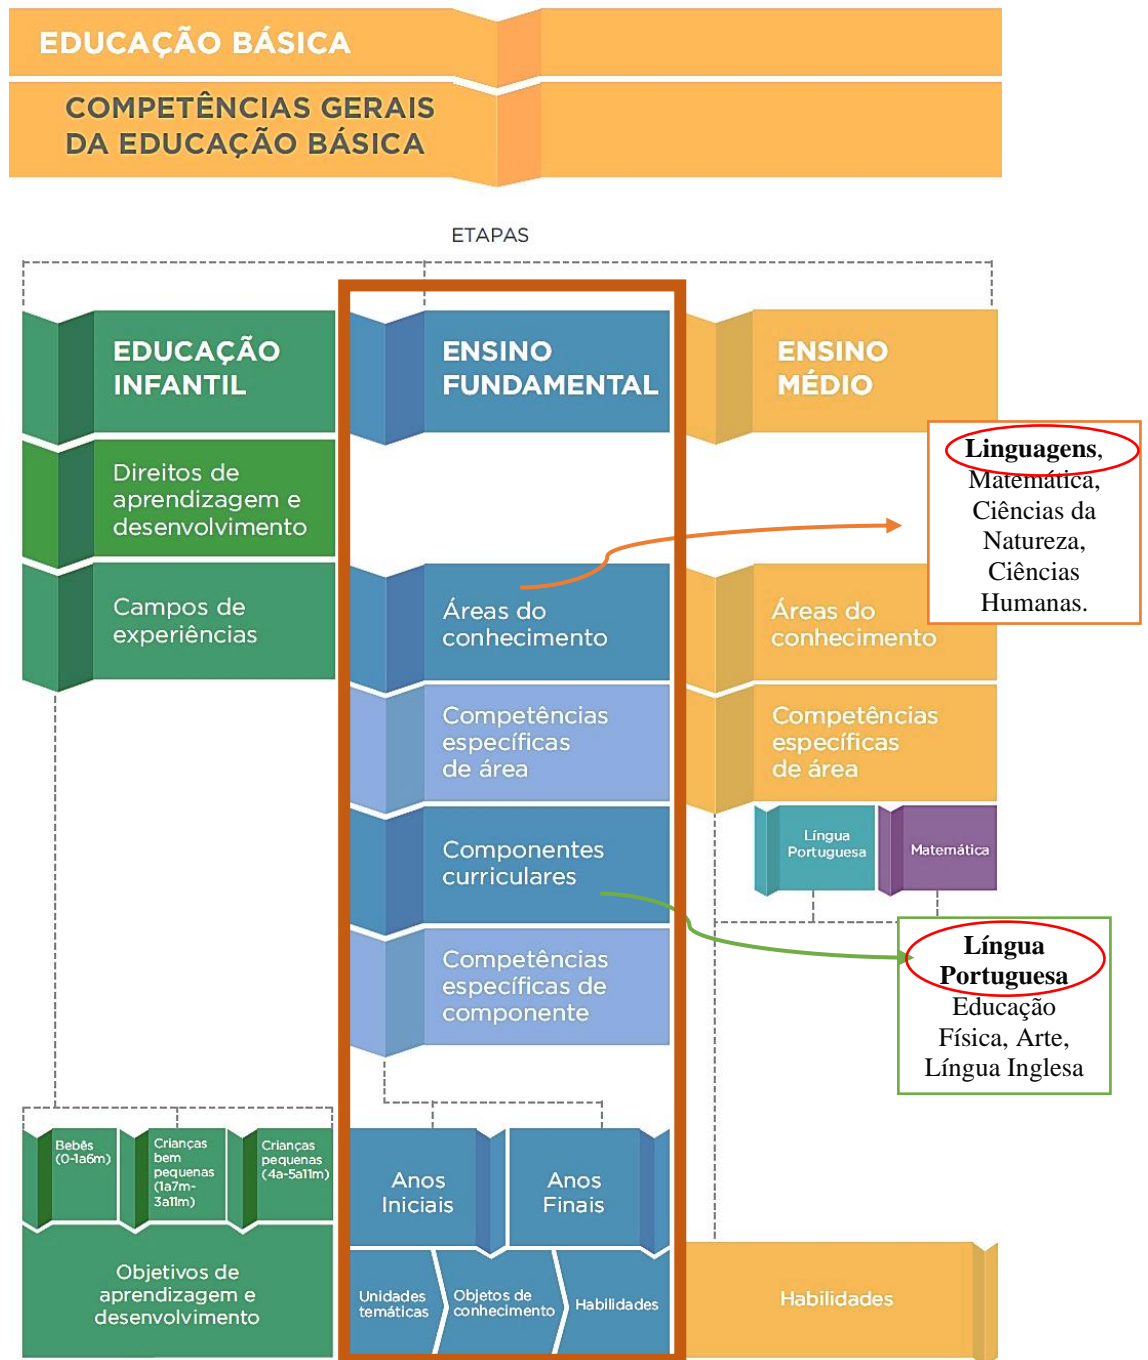 EDUCAÇÃO BÁSICA
COMPETÊNCIAS GERAIS
DA EDUCAÇÃO BÁSICA
ETAPAS
EDUCAÇÃO
INFANTIL
Direitos de
aprendizagem e
desenvolvimento
Campos de
experiências
Bebês
(0-1a6m)
Crianças
bem
pequenas
(1a7m-
3a11m)
Crianças
pequenas
(4a-5a11m)
Objetivos de
aprendizagem e
desenvolvimento
ENSINO
FUNDAMENTAL
Áreas do
conhecimento
Competências
específicas
de área
Componentes
curriculares
Competências
específicas de
componente
Anos
Iniciais
Anos
Finais
Unidades
temáticas
Objetos de
conhecimento
Habilidades
ENSINO
MÉDIO
Áreas do
conhecimento
Competências
específicas
de área
Língua
Portuguesa
Matemática
Habilidades
Linguagens,
Matemática,
Ciências da
Natureza,
Ciências
Humanas.
Língua
Portuguesa
Educação
Física, Arte,
Língua Inglesa